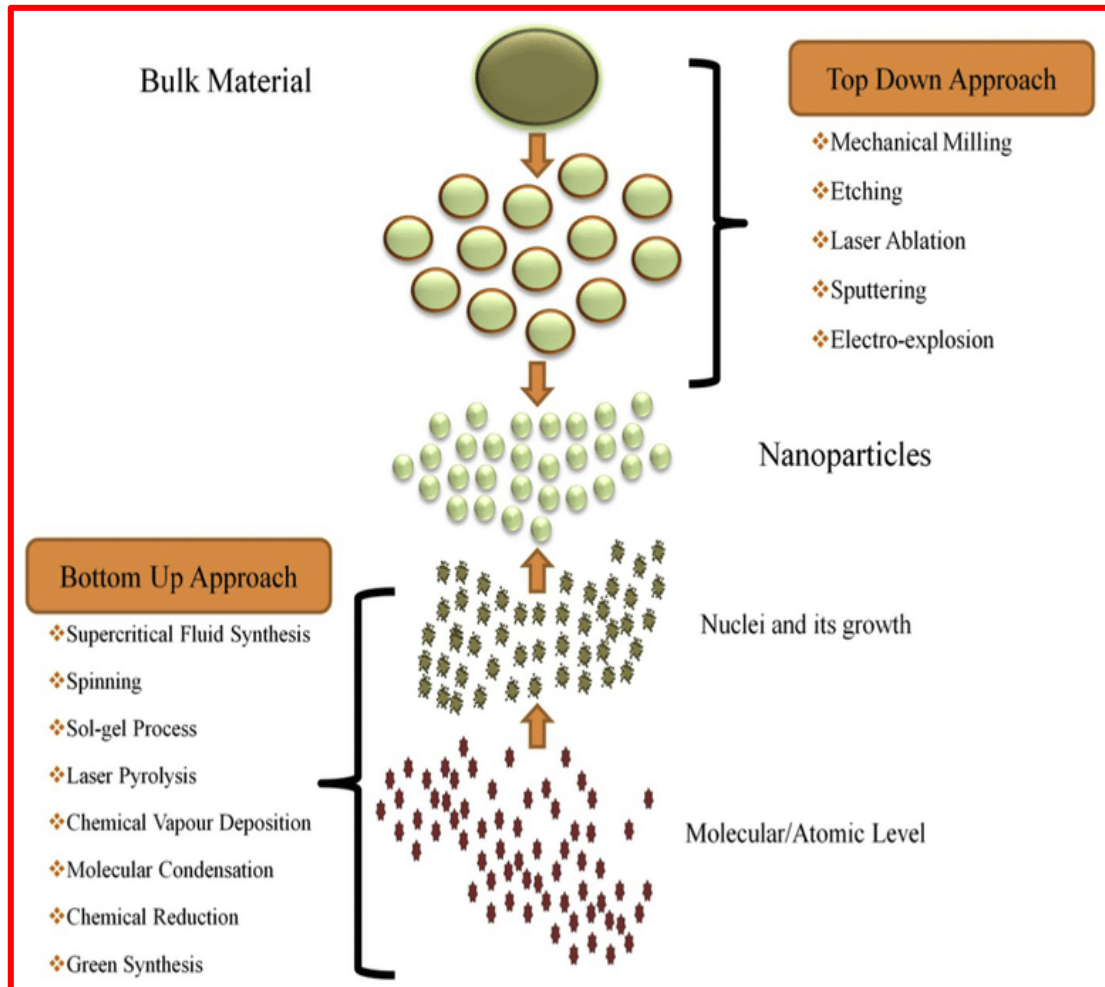 Bulk Material
Top Down Approach
❖Mechanical Milling
❖Etching
❖Laser Ablation
❖Sputtering
❖Electro-explosion
Nanoparticles
Bottom Up Approach
❖Supercritical Fluid Synthesis
❖Spinning
❖Sol-gel Process
❖Laser Pyrolysis
❖Chemical Vapour Deposition
❖Molecular Condensation
❖Chemical Reduction
❖Green Synthesis
Nuclei and its growth
Molecular/Atomic Level